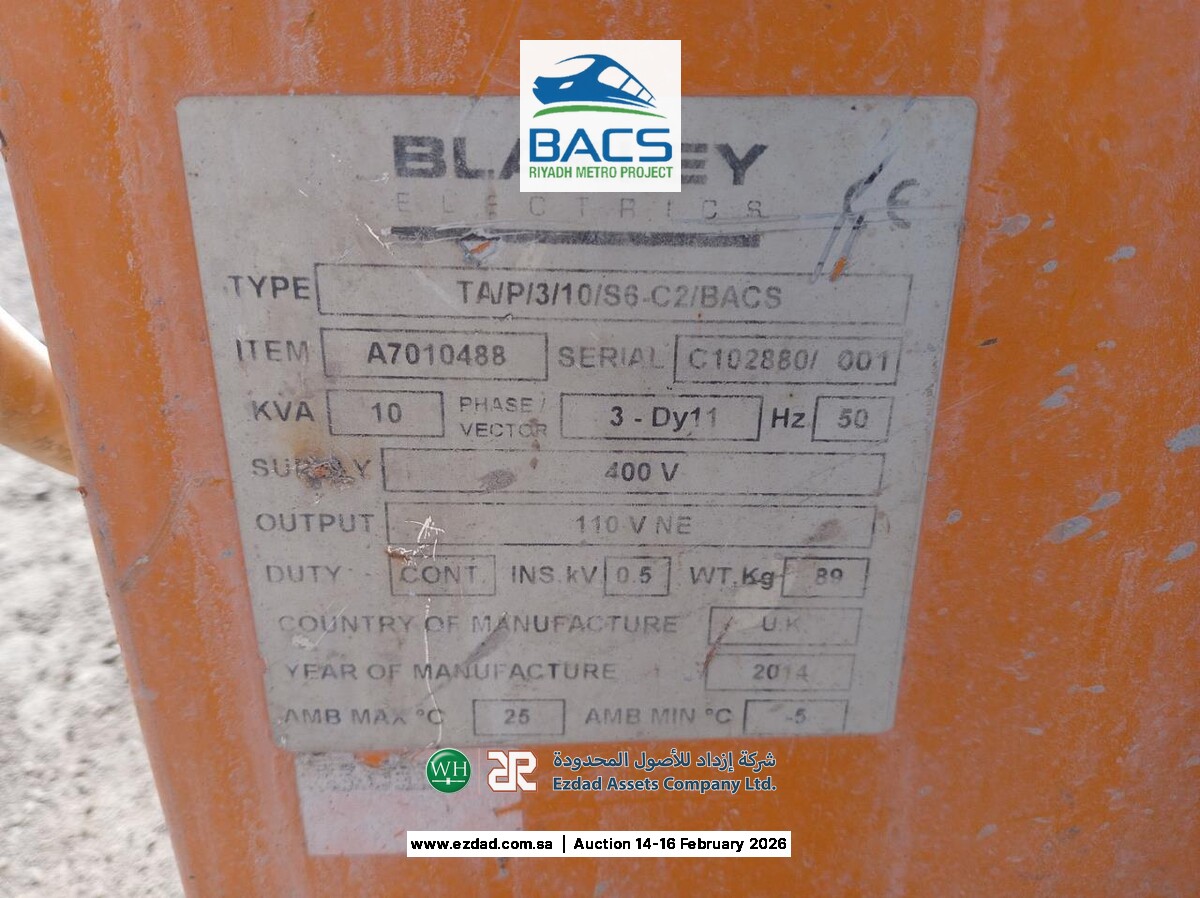 BACS
RIYADH METRO PROJECT
ELECTRICS CE
TYPE TA/P/3/10/S6-C2/BACS
ITEM A7010488 SERIAL C102880/ 001
KVA 10 PHASE / VECTOR 3 - Dy11 Hz 50
SUPPLY 400 V
OUTPUT 110 V NE
DUTY CONT. INS.kV 0.5 WT.Kg 89
COUNTRY OF MANUFACTURE U.K
YEAR OF MANUFACTURE 2014
AMB MAX °C 25 AMB MIN °C -5
WH شركة إزداد للأصول المحدودة
Ezdad Assets Company Ltd.
www.ezdad.com.sa | Auction 14-16 February 2026